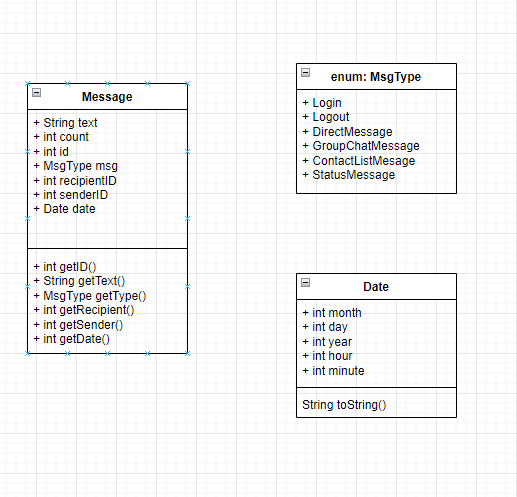 Message
+ String text
+ int count
+ int id
+ MsgType msg
+ int recipientID
+ int senderID
+ Date date
+ int getID()
+ String getText()
+ MsgType getType()
+ int getRecipient()
+ int getSender()
+ int getDate()
enum: MsgType
+ Login
+ Logout
+ DirectMessage
+ GroupChatMessage
+ ContactListMesage
+ StatusMessage
Date
+ int month
+ int day
+ int year
+ int hour
+ int minute
String toString()